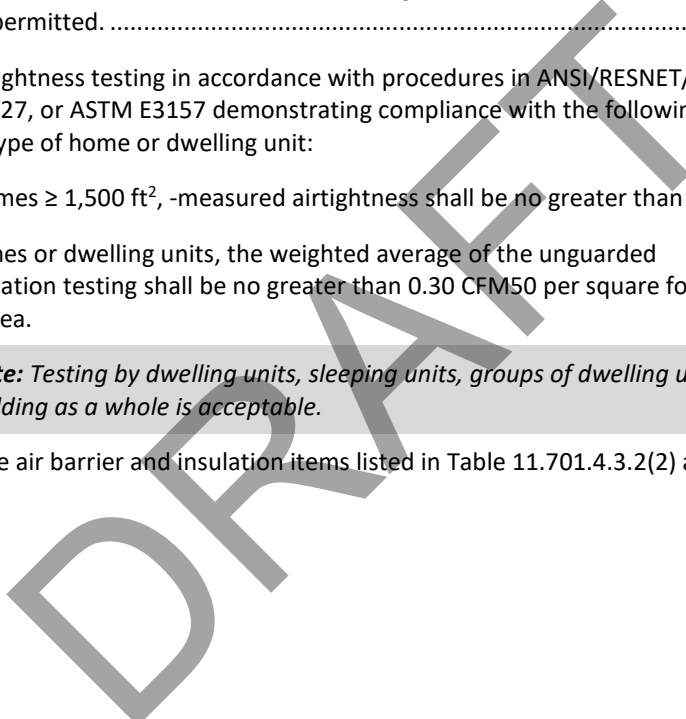 permitted. ................................................................................
ightness testing in accordance with procedures in ANSI/RESNET/
27, or ASTM E3157 demonstrating compliance with the followin
ype of home or dwelling unit:
mes ≥ 1,500 ft², -measured airtightness shall be no greater than
nes or dwelling units, the weighted average of the unguarded
ation testing shall be no greater than 0.30 CFM50 per square fo
ea.
te: Testing by dwelling units, sleeping units, groups of dwelling u
lding as a whole is acceptable.
e air barrier and insulation items listed in Table 11.701.4.3.2(2) a
DRAFT